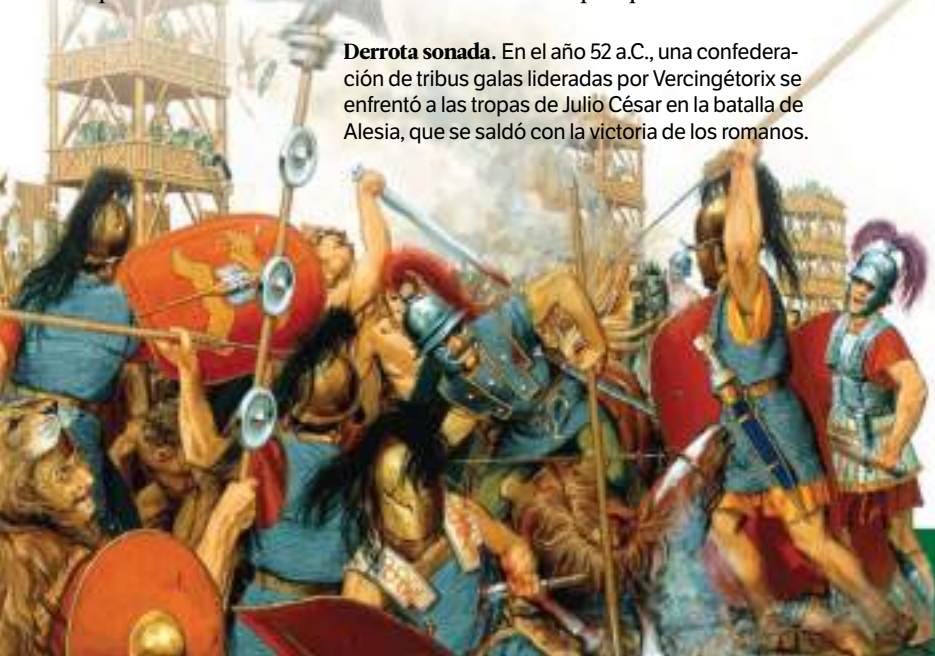 Derrota sonada. En el año 52 a.C., una confedera-
ción de tribus galas lideradas por Vercingétorix se
enfrentó a las tropas de Julio César en la batalla de
Alesia, que se saldó con la victoria de los romanos.